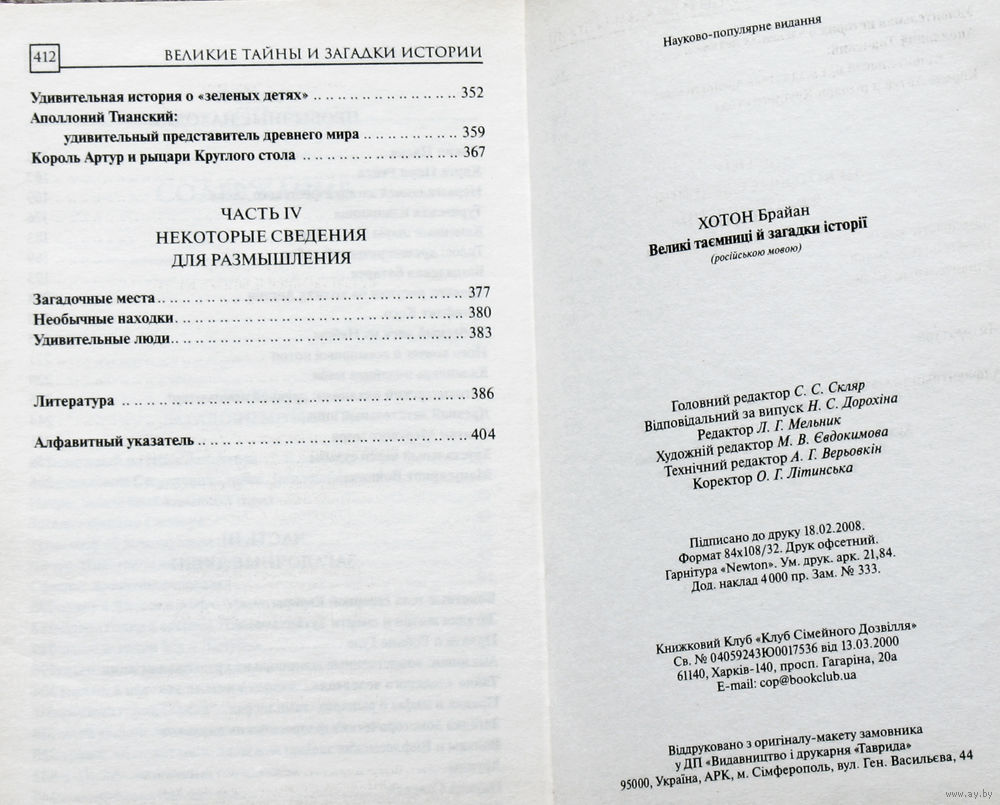 412
ВЕЛИКИЕ ТАЙНЫ И ЗАГАДКИ ИСТОРИИ
Удивительная история о «зеленых детях» .......................... 352
Аполлоний Тианский:
удивительный представитель древнего мира .................. 359
Король Артур и рыцари Круглого стола ............................ 367
ЧАСТЬ IV
НЕКОТОРЫЕ СВЕДЕНИЯ
ДЛЯ РАЗМЫШЛЕНИЯ
Загадочные места .................................................. 377
Необычные находки ................................................ 380
Удивительные люди ................................................ 383
Литература ........................................................ 386
Алфавитный указатель ............................................. 404
Науково-популярне видання
ХОТОН Брайан
Великі таємниці й загадки історії
(російською мовою)
Головний редактор С. С. Скляр
Відповідальний за випуск Н. С. Дорохіна
Редактор Л. Г. Мельник
Художній редактор М. В. Євдокимова
Технічний редактор А. Г. Верьовкін
Коректор О. Г. Літинська
Підписано до друку 18.02.2008.
Формат 84х108/32. Друк офсетний.
Гарнітура «Newton». Ум. друк. арк. 21,84.
Дод. наклад 4 000 пр. Зам. № 333.
Книжковий Клуб «Клуб Сімейного Дозвілля»
Св. № 04059243Ю0017536 від 13.03.2000
61140, Харків-140, просп. Гагаріна, 20а
E-mail: cop@bookclub.ua
Віддруковано з оригіналу-макету замовника
у ДП «Видавництво і друкарня «Таврида»
95000, Україна, АРК, м. Сімферополь, вул. Ген. Васильєва, 44
www.ay.by